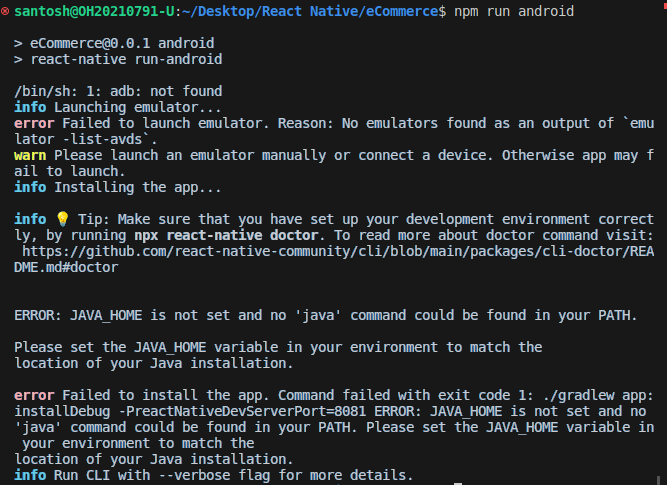 santosh@OH20210791-U:~/Desktop/React Native/eCommerce$ npm run android
> eCommerce@0.0.1 android
> react-native run-android
/bin/sh: 1: adb: not found
info Launching emulator...
error Failed to launch emulator. Reason: No emulators found as an output of `emu
lator -list-avds`.
warn Please launch an emulator manually or connect a device. Otherwise app may f
ail to launch.
info Installing the app...
info 💡 Tip: Make sure that you have set up your development environment correct
ly, by running npx react-native doctor. To read more about doctor command visit:
https://github.com/react-native-community/cli/blob/main/packages/cli-doctor/REA
DME.md#doctor
ERROR: JAVA_HOME is not set and no 'java' command could be found in your PATH.
Please set the JAVA_HOME variable in your environment to match the
location of your Java installation.
error Failed to install the app. Command failed with exit code 1: ./gradlew app:
installDebug -PreactNativeDevServerPort=8081 ERROR: JAVA_HOME is not set and no
'java' command could be found in your PATH. Please set the JAVA_HOME variable in
your environment to match the
location of your Java installation.
info Run CLI with --verbose flag for more details.